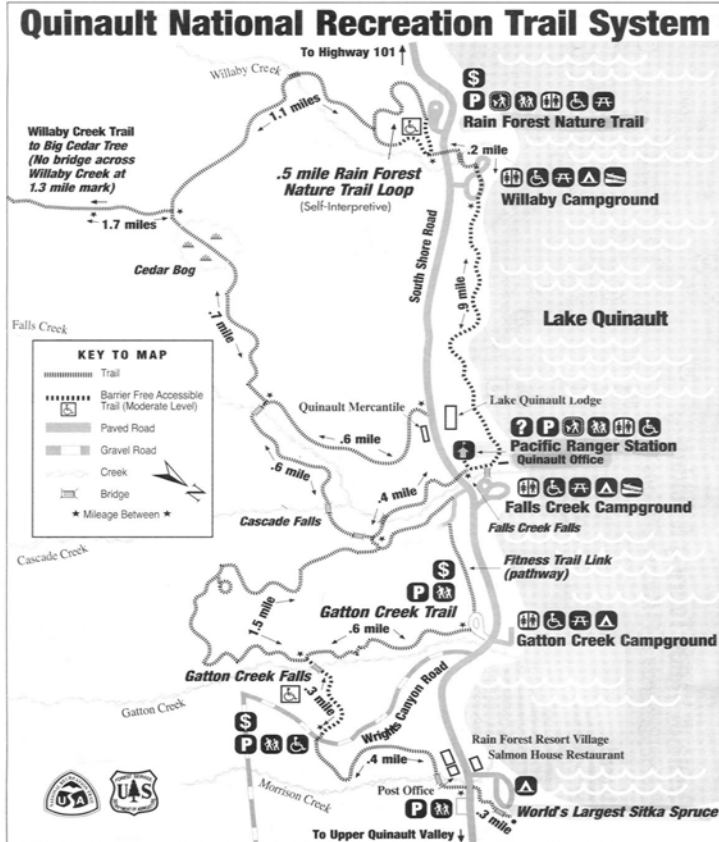 Quinault National Recreation Trail System
To Highway 101
Willaby Creek
1.1 miles
$
P
Rain Forest Nature Trail
Willaby Creek Trail
to Big Cedar Tree
(No bridge across
Willaby Creek at
1.3 mile mark)
.2 mile
.5 mile Rain Forest
Nature Trail Loop
(Self-Interpretive)
Willaby Campground
1.7 miles
South Shore Road
Cedar Bog
.9 mile
Lake Quinault
.7 mile
Falls Creek
KEY TO MAP
Trail
Barrier Free Accessible
Trail (Moderate Level)
Paved Road
Gravel Road
Creek
Bridge
★ Mileage Between ★
N
Quinault Mercantile
Lake Quinault Lodge
? P
Pacific Ranger Station
Quinault Office
.6 mile
.6 mile
.4 mile
Falls Creek Campground
Cascade Falls
Falls Creek Falls
Cascade Creek
Fitness Trail Link
(pathway)
$
P
Gatton Creek Trail
1.5 mile
.6 mile
Gatton Creek Campground
Gatton Creek Falls
.3 mile
Gatton Creek
Wrights Canyon Road
$
P
Rain Forest Resort Village
Salmon House Restaurant
.4 mile
Morrison Creek
Post Office
P
World's Largest Sitka Spruce
.3 mile
USA
FOREST SERVICE
U S
DEPARTMENT OF AGRICULTURE
To Upper Quinault Valley